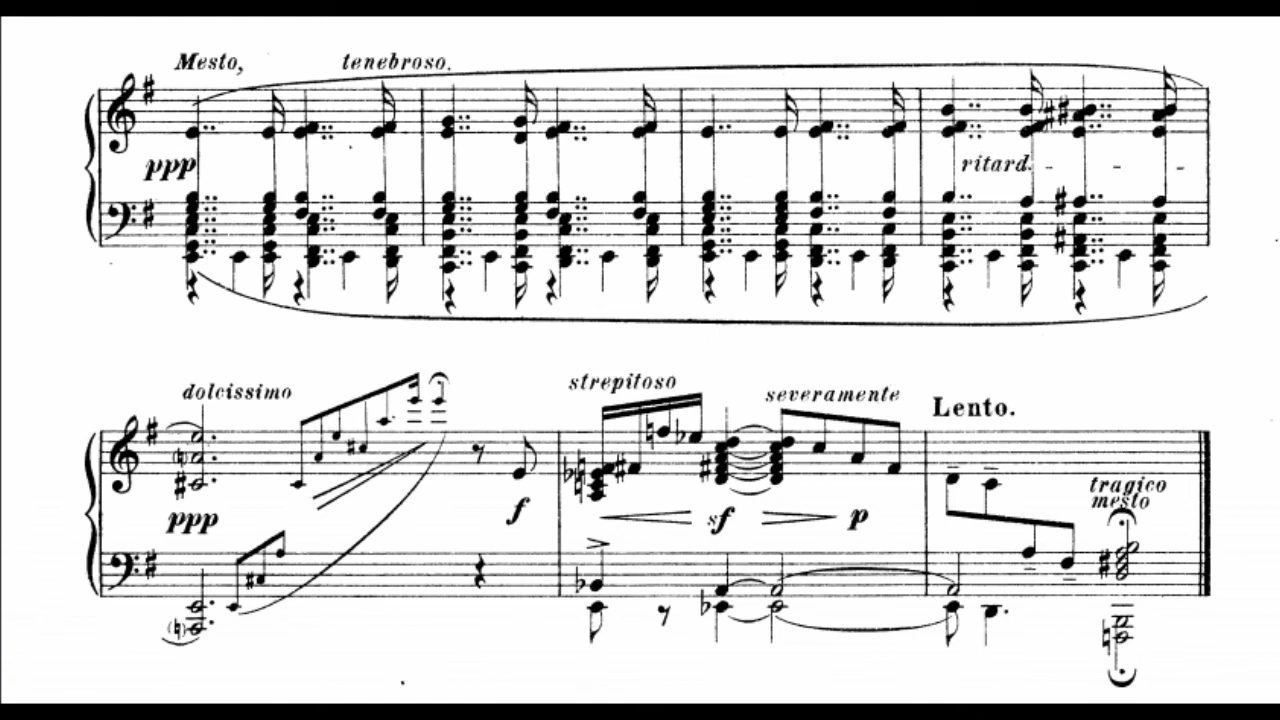 Mesto, tenebroso.
ppp
ritard.
dolcissimo
ppp
f
strepitoso
severamente
sf
p
Lento.
tragico
mesto